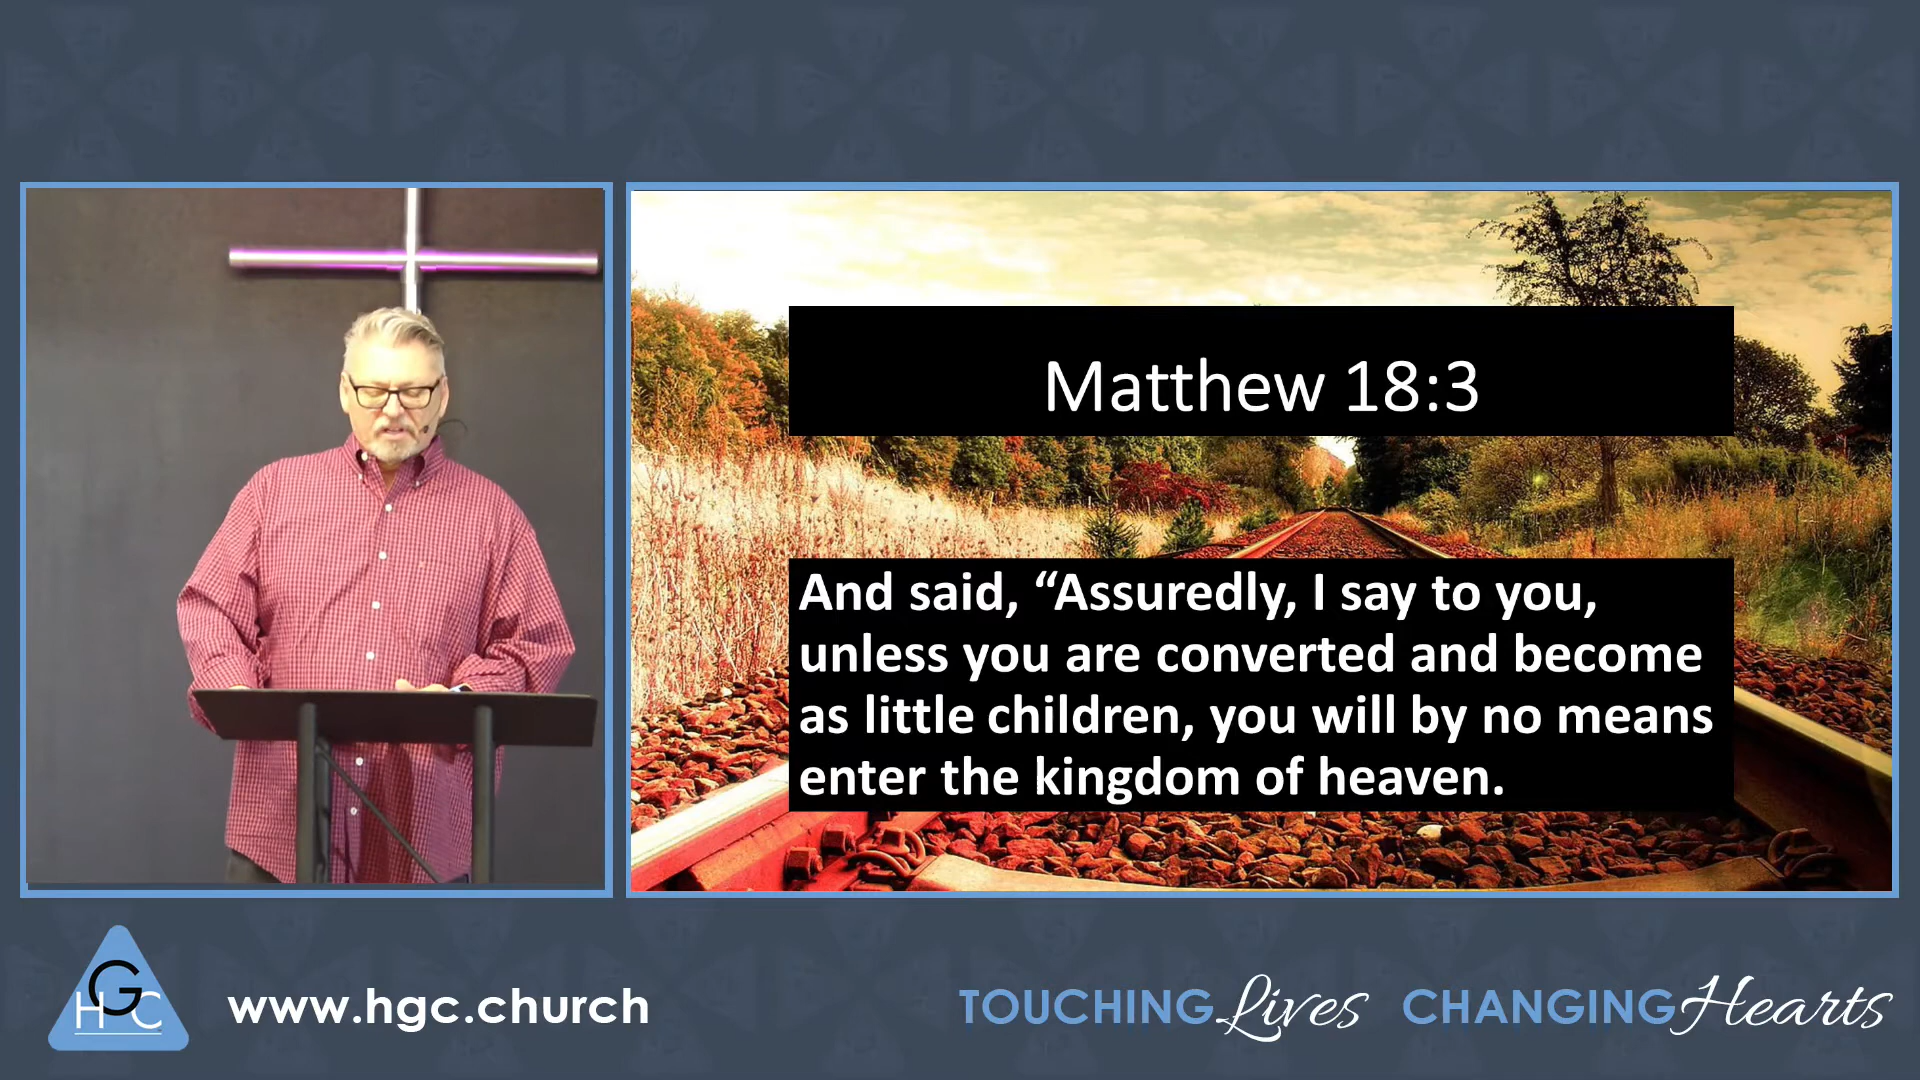 Matthew 18:3
And said, “Assuredly, I say to you,
unless you are converted and become
as little children, you will by no means
enter the kingdom of heaven.
HGC
www.hgc.church
TOUCHING Lives CHANGING Hearts